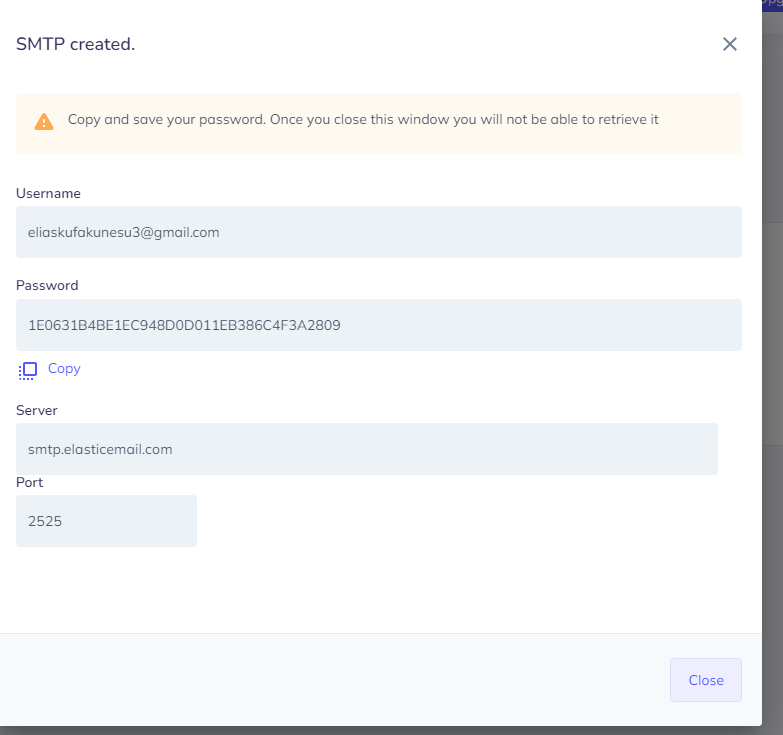 SMTP created.
Copy and save your password. Once you close this window you will not be able to retrieve it
Username
eliaskufakunesu3@gmail.com
Password
1E0631B4BE1EC948D0D011EB386C4F3A2809
Copy
Server
smtp.elasticemail.com
Port
2525
Close